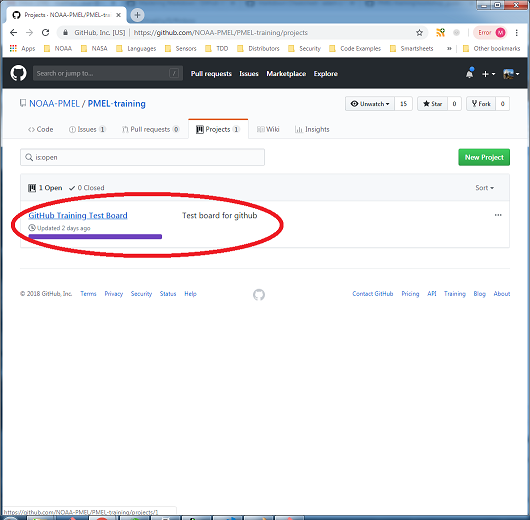 Projects · NOAA-PMEL/PMEL-tra
GitHub, Inc. [US] | https://github.com/NOAA-PMEL/PMEL-training/projects
Error M
Apps NOAA NASA Languages Sensors TDD Distributors Security Code Examples Smartsheets » Other bookmarks
Search or jump to... / Pull requests Issues Marketplace Explore
NOAA-PMEL / PMEL-training Unwatch 15 Star 0 Fork 0
Code Issues 1 Pull requests 0 Projects 1 Wiki Insights
is:open New Project
1 Open 0 Closed Sort
GitHub Training Test Board Test board for github
Updated 2 days ago
© 2018 GitHub, Inc. Terms Privacy Security Status Help Contact GitHub Pricing API Training Blog About
https://github.com/NOAA-PMEL/PMEL-training/projects/1